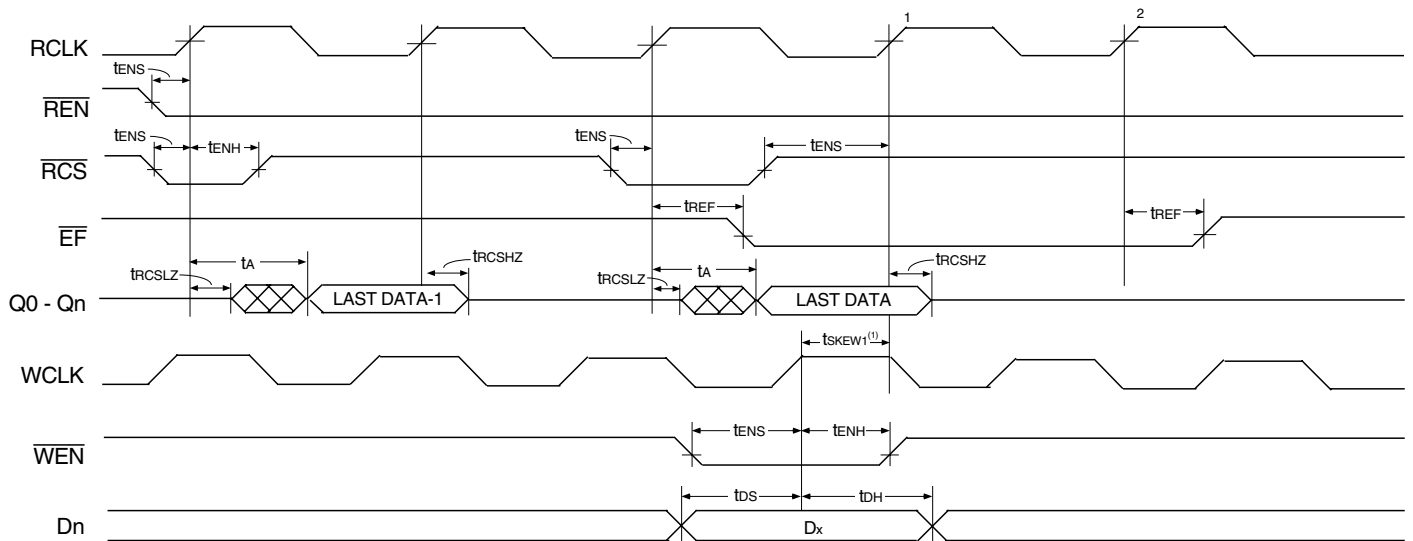 1 2
RCLK
tENS
REN
tENS tENH tENS tENS
RCS
tREF tREF
EF
tA tRCSHZ tA tRCSHZ
tRCSLZ tRCSLZ
Q0 - Qn LAST DATA-1 LAST DATA
tSKEW1(1)
WCLK
tENS tENH
WEN
tDS tDH
Dn Dx